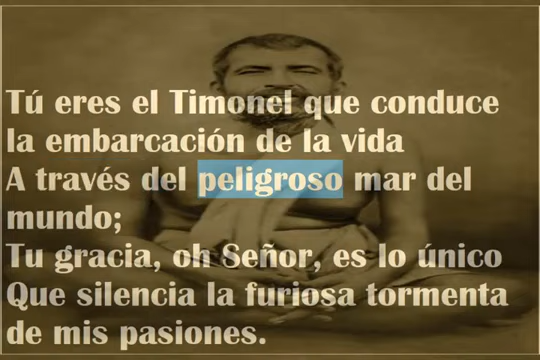 Tú eres el Timonel que conduce
la embarcación de la vida
A través del peligroso mar del
mundo;
Tu gracia, oh Señor, es lo único
Que silencia la furiosa tormenta
de mis pasiones.